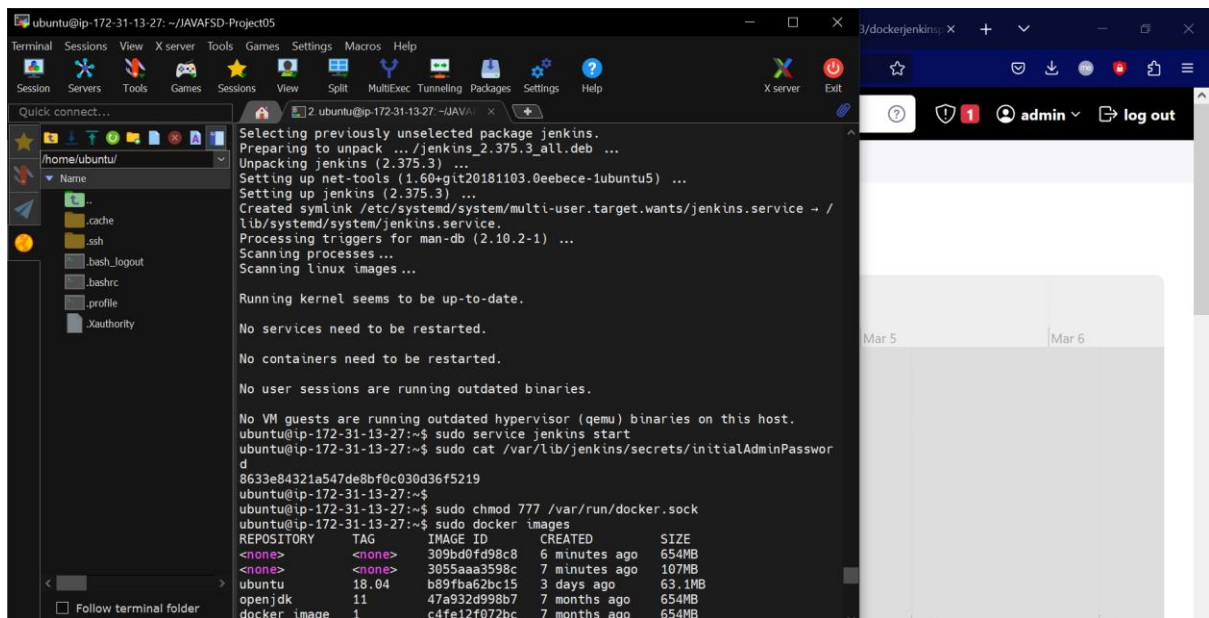 ubuntu@ip-172-31-13-27: ~/JAVAFSD-Project05
Terminal Sessions View X server Tools Games Settings Macros Help
Session Servers Tools Games Sessions View Split MultiExec Tunneling Packages Settings Help X server Exit
Quick connect...
2. ubuntu@ip-172-31-13-27: ~/JAVA
/home/ubuntu/
Name
..
.cache
.ssh
.bash_logout
.bashrc
.profile
.Xauthority
Follow terminal folder
Selecting previously unselected package jenkins.
Preparing to unpack .../jenkins_2.375.3_all.deb ...
Unpacking jenkins (2.375.3) ...
Setting up net-tools (1.60+git20181103.0eebece-1ubuntu5) ...
Setting up jenkins (2.375.3) ...
Created symlink /etc/systemd/system/multi-user.target.wants/jenkins.service → /
lib/systemd/system/jenkins.service.
Processing triggers for man-db (2.10.2-1) ...
Scanning processes...
Scanning linux images...
Running kernel seems to be up-to-date.
No services need to be restarted.
No containers need to be restarted.
No user sessions are running outdated binaries.
No VM guests are running outdated hypervisor (qemu) binaries on this host.
ubuntu@ip-172-31-13-27:~$ sudo service jenkins start
ubuntu@ip-172-31-13-27:~$ sudo cat /var/lib/jenkins/secrets/initialAdminPasswor
d
8633e84321a547de8bf0c030d36f5219
ubuntu@ip-172-31-13-27:~$
ubuntu@ip-172-31-13-27:~$ sudo chmod 777 /var/run/docker.sock
ubuntu@ip-172-31-13-27:~$ sudo docker images
REPOSITORY TAG IMAGE ID CREATED SIZE
<none> <none> 309bd0fd98c8 6 minutes ago 654MB
<none> <none> 3055aaa3598c 7 minutes ago 107MB
ubuntu 18.04 b89fba62bc15 3 days ago 63.1MB
openjdk 11 47a932d998b7 7 months ago 654MB
docker_image 1 c4fe12f072bc 7 months ago 654MB
3/dockerjenkinsp
1 admin log out
Mar 5 Mar 6